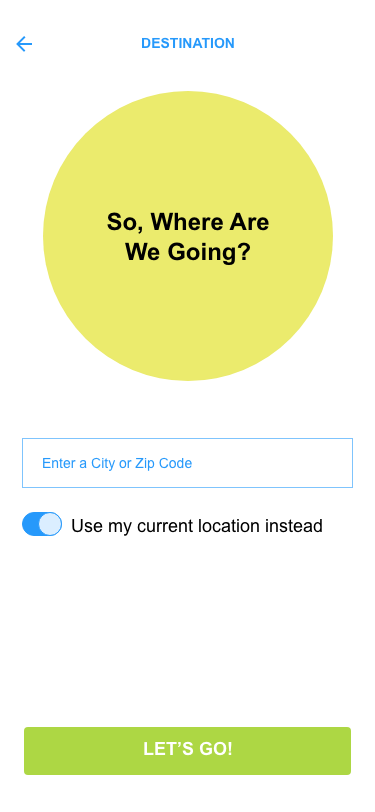 DESTINATION
So, Where Are
We Going?
Enter a City or Zip Code
Use my current location instead
LET’S GO!